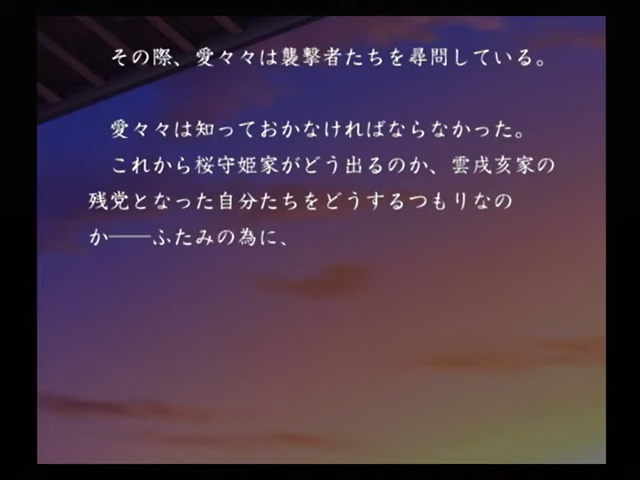 その際、愛々々は襲撃者たちを尋問している。
愛々々は知っておかなければならなかった。
これから桜守姫家がどう出るのか、雲戌亥家の
残党となった自分たちをどうするつもりなの
か――ふたみの為に、